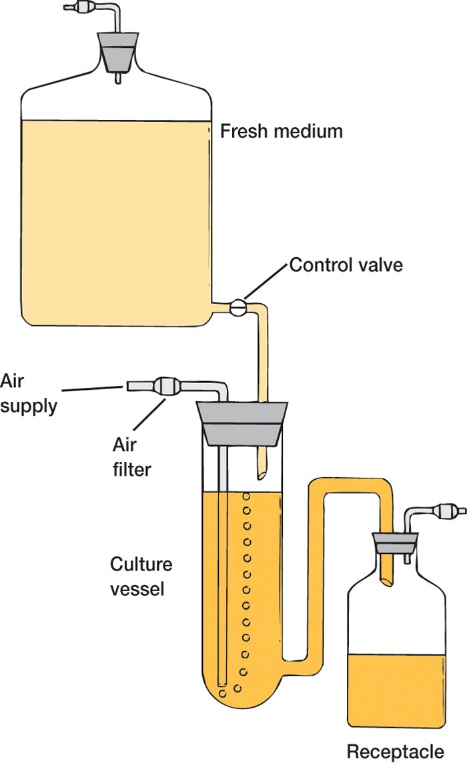 Fresh medium
Control valve
Air
supply
Air
filter
Culture
vessel
Receptacle